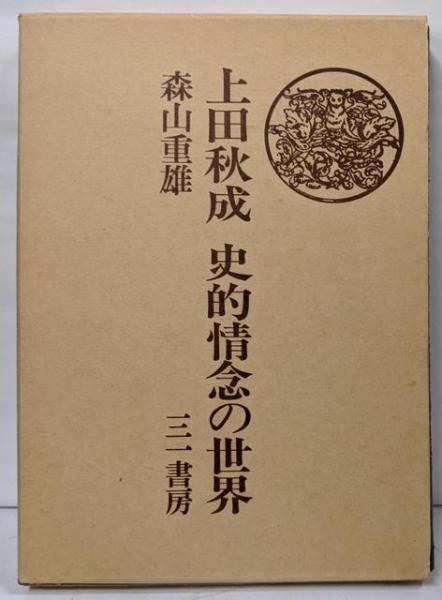 上田秋成 史的情念の世界
森山重雄
三一書房